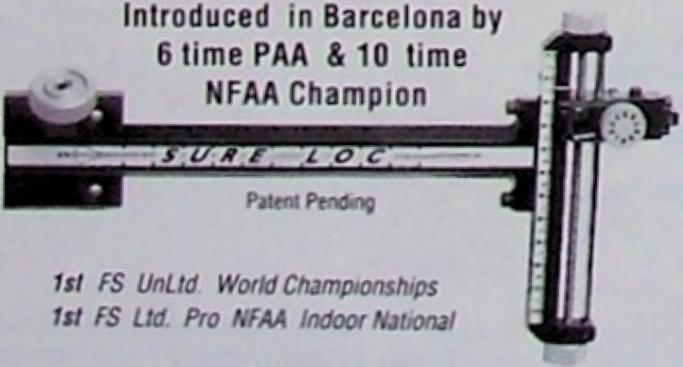 Introduced in Barcelona by
6 time PAA & 10 time
NFAA Champion
SURE LOC
Patent Pending
1st FS UnLtd. World Championships
1st FS Ltd. Pro NFAA Indoor National